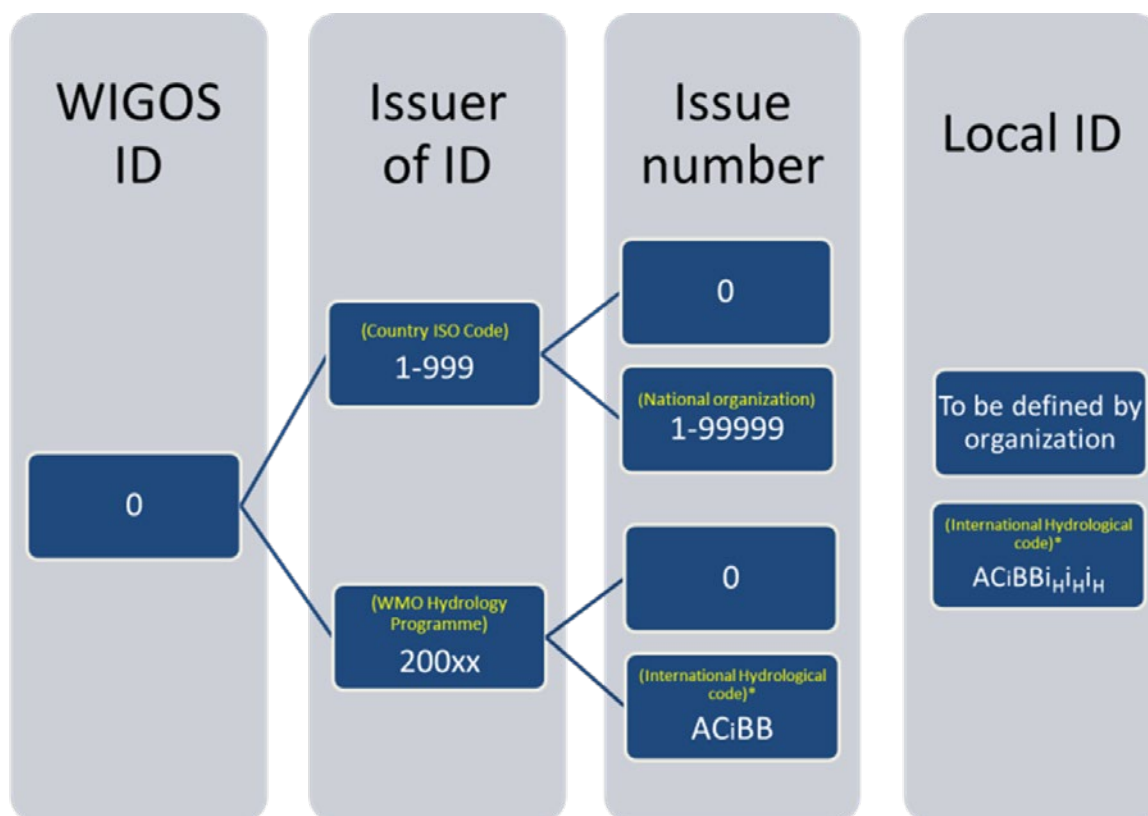 WIGOS
ID
0
Issuer
of ID
(Country ISO Code)
1-999
(WMO Hydrology
Programme)
200xx
Issue
number
0
(National organization)
1-99999
0
(International Hydrological
code)*
ACiBB
Local ID
To be defined by
organization
(International Hydrological
code)*
ACiBBiHiHiH